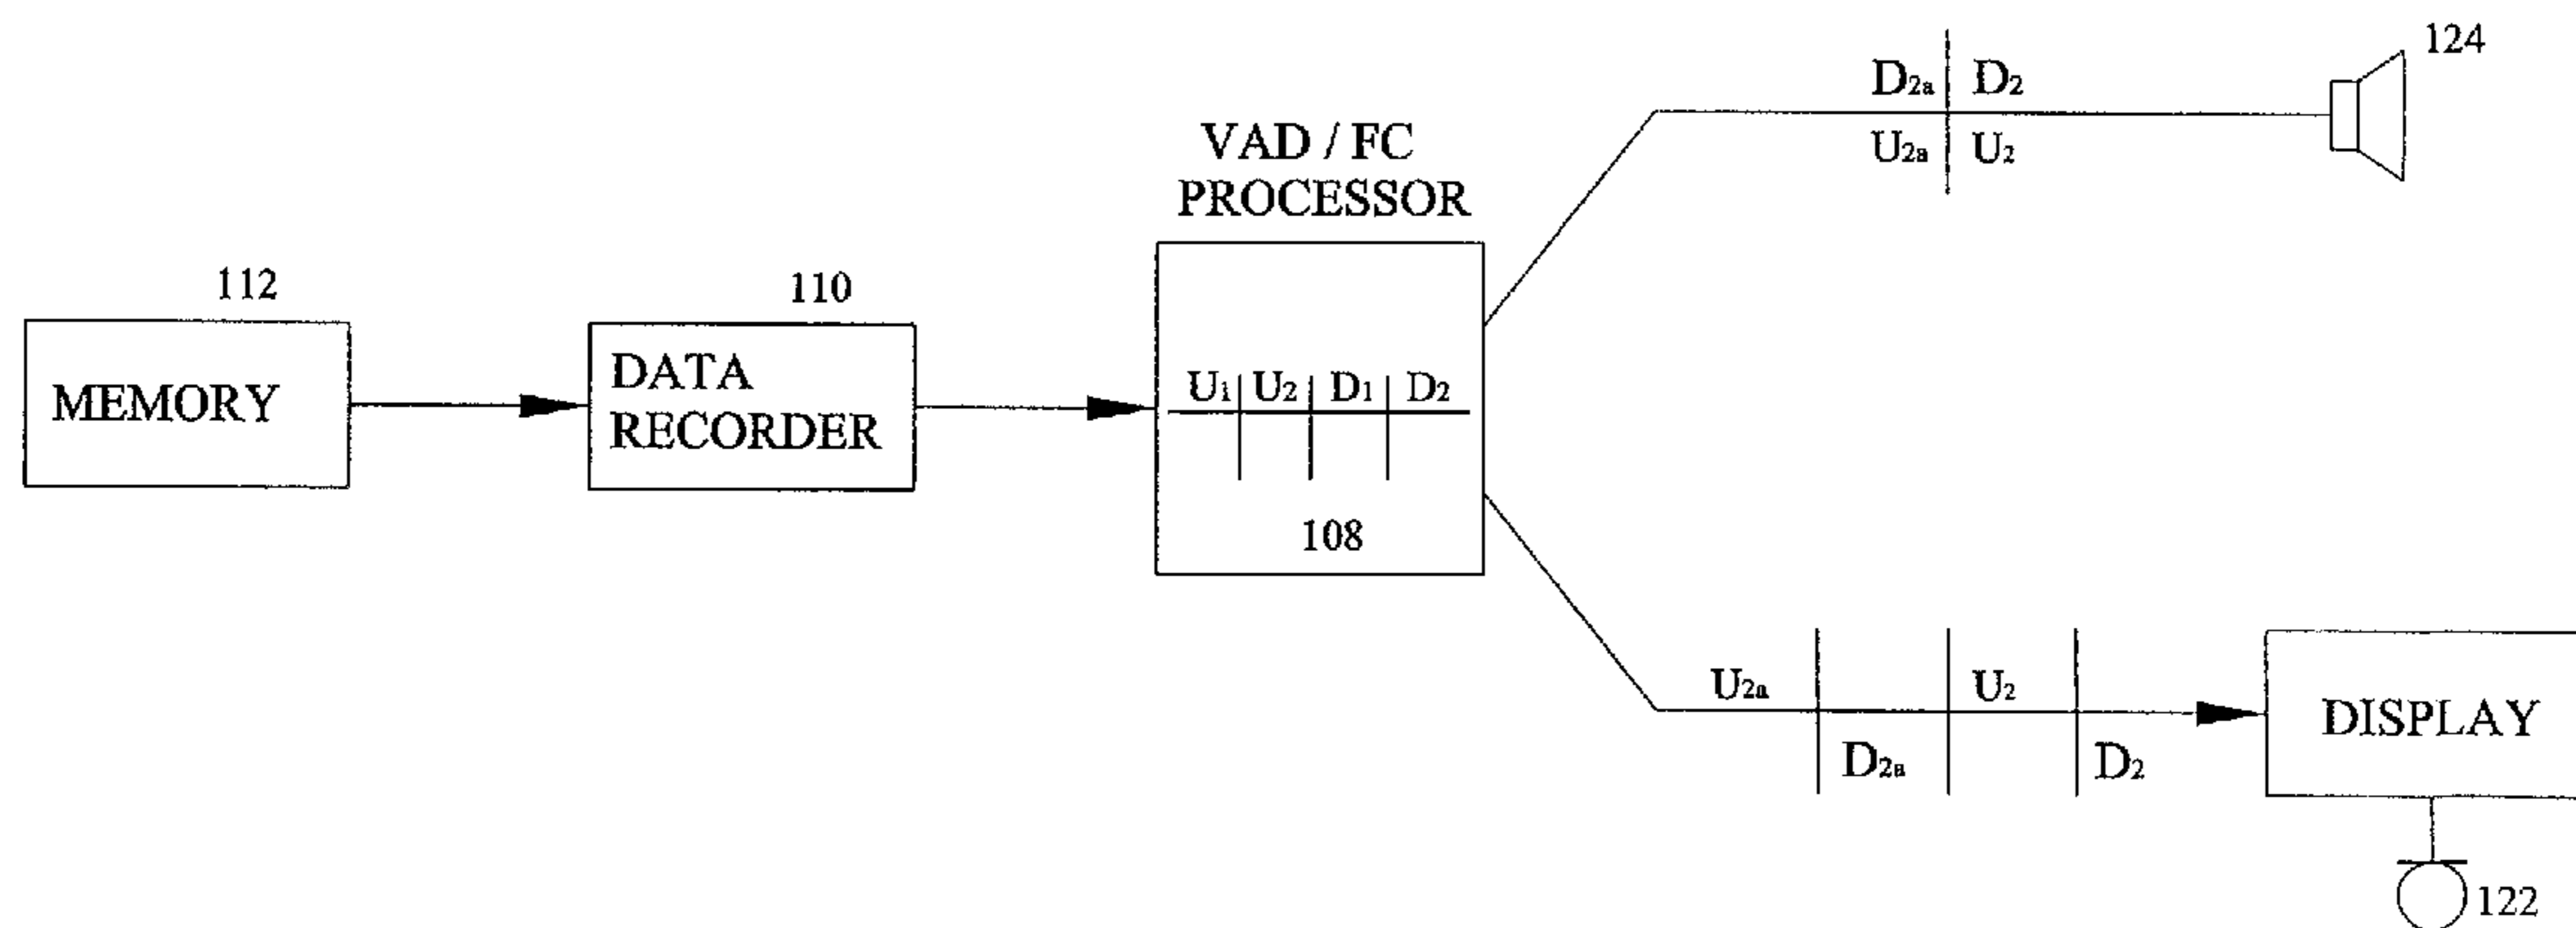 124
D2a D2
U2a U2
VAD / FC
PROCESSOR
112
110
MEMORY
DATA
RECORDER
U1 U2 D1 D2
108
U2a U2
D2a D2
DISPLAY
122